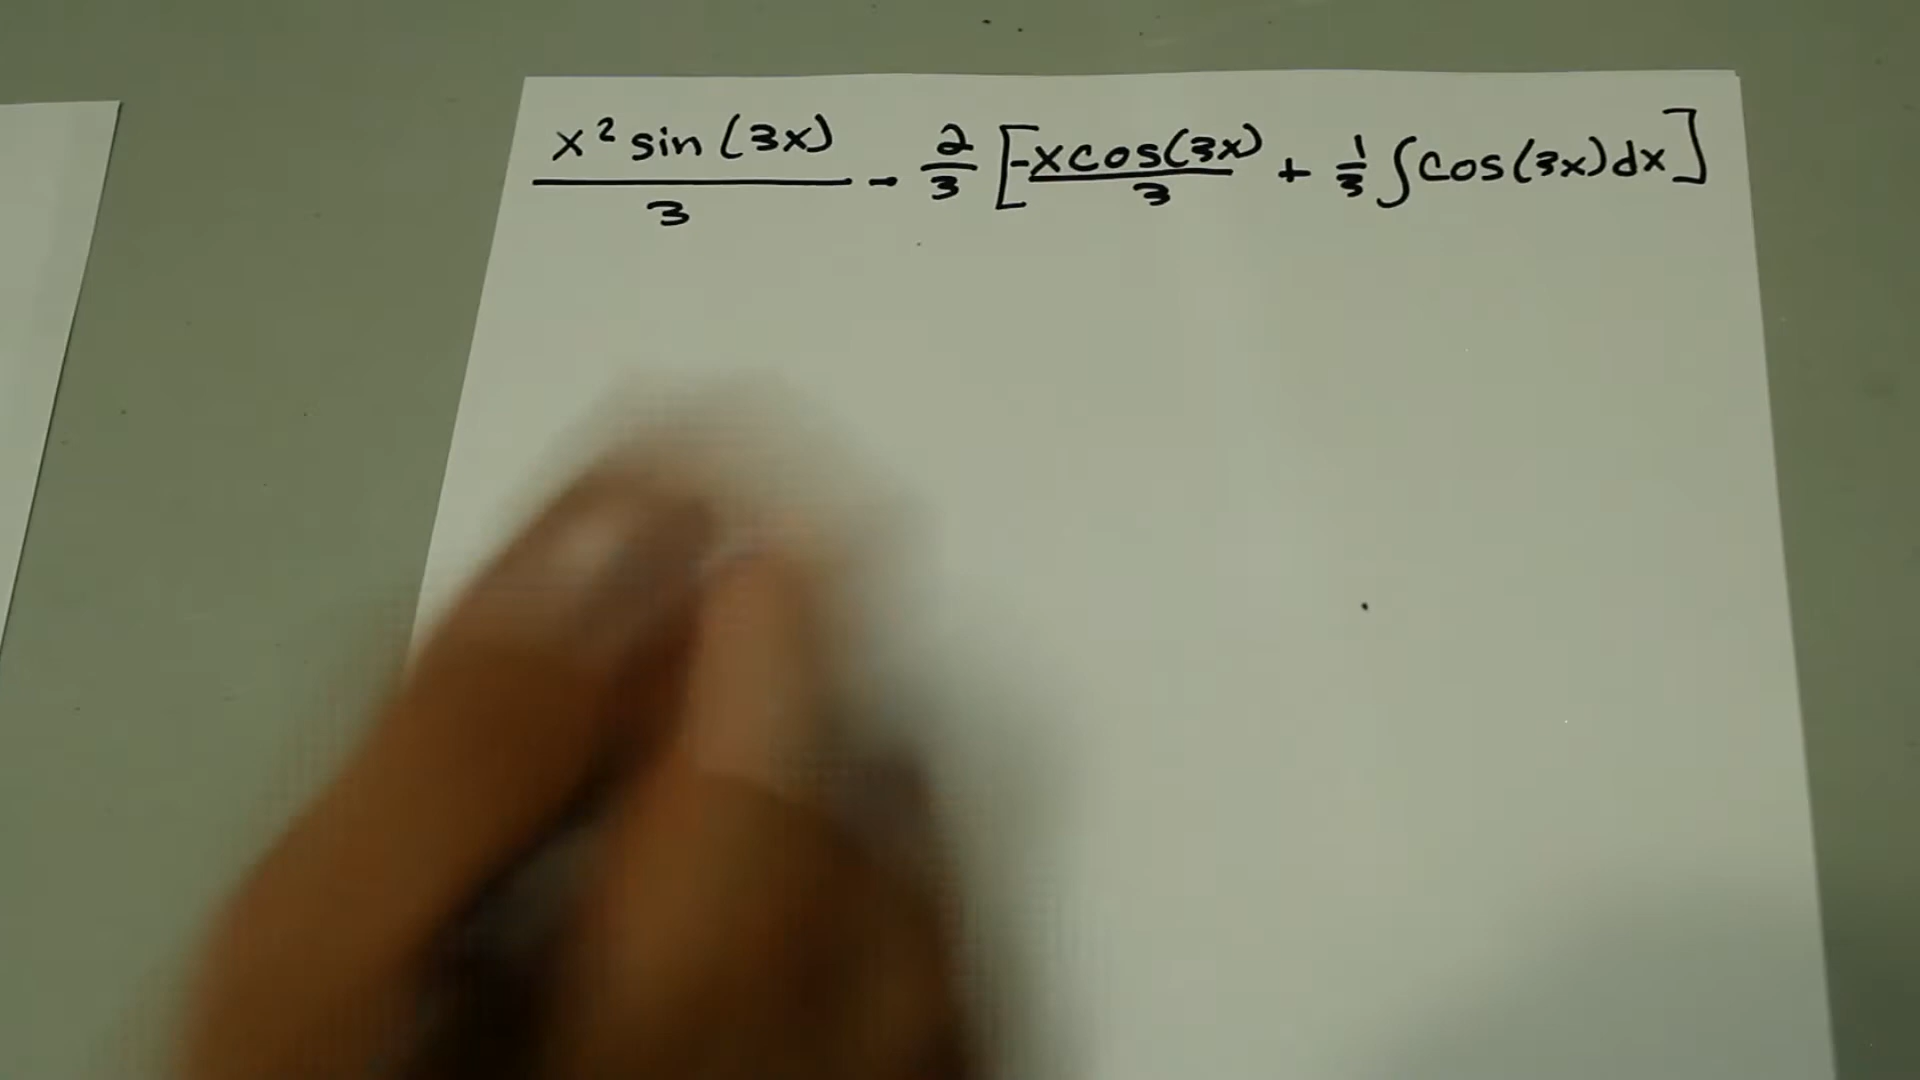 x² sin(3x)/3 - 2/3 [-xcos(3x)/3 + 1/3 ∫cos(3x)dx]